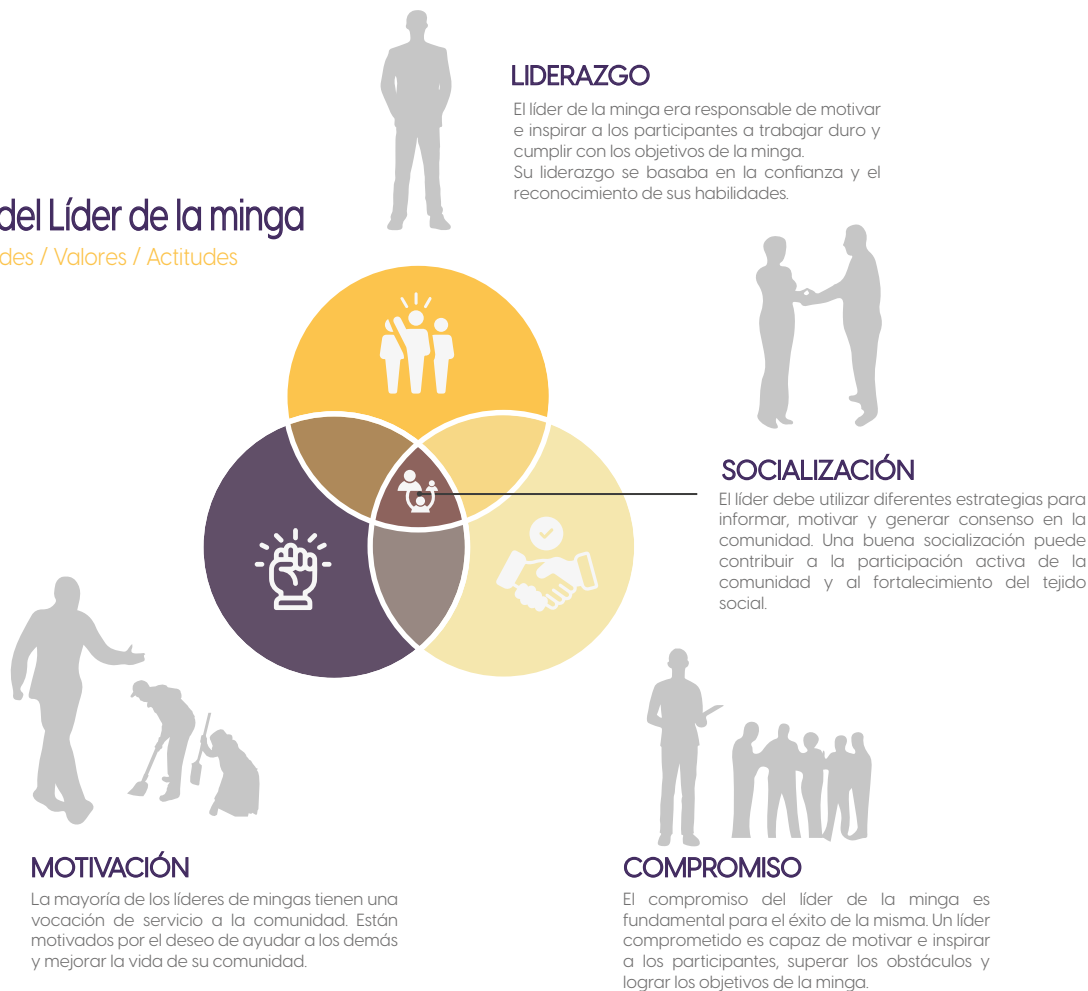 LIDERAZGO
El líder de la minga era responsable de motivar
e inspirar a los participantes a trabajar duro y
cumplir con los objetivos de la minga.
Su liderazgo se basaba en la confianza y el
reconocimiento de sus habilidades.
del Líder de la minga
des / Valores / Actitudes
SOCIALIZACIÓN
El líder debe utilizar diferentes estrategias para
informar, motivar y generar consenso en la
comunidad. Una buena socialización puede
contribuir a la participación activa de la
comunidad y al fortalecimiento del tejido
social.
MOTIVACIÓN
La mayoría de los líderes de mingas tienen una
vocación de servicio a la comunidad. Están
motivados por el deseo de ayudar a los demás
y mejorar la vida de su comunidad.
COMPROMISO
El compromiso del líder de la minga es
fundamental para el éxito de la misma. Un líder
comprometido es capaz de motivar e inspirar
a los participantes, superar los obstáculos y
lograr los objetivos de la minga.